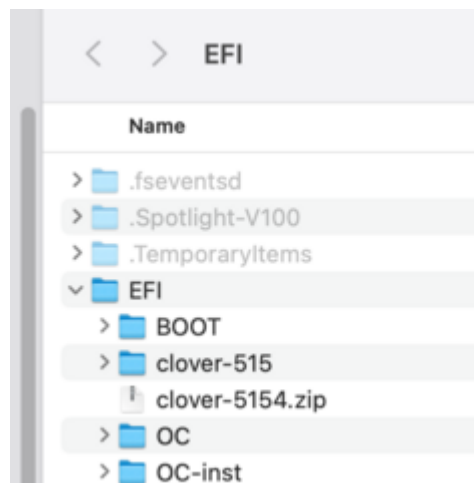 EFI
Name
.fseventsd
.Spotlight-V100
.TemporaryItems
EFI
BOOT
clover-515
clover-5154.zip
OC
OC-inst